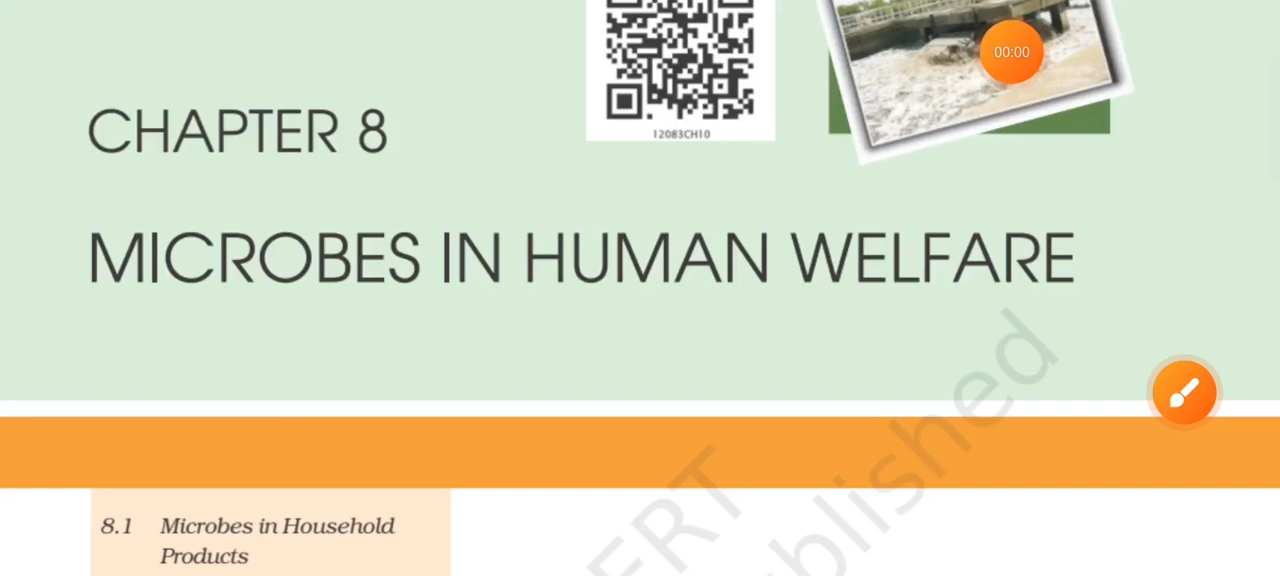 12083CH10
00:00
CHAPTER 8
MICROBES IN HUMAN WELFARE
8.1 Microbes in Household
Products